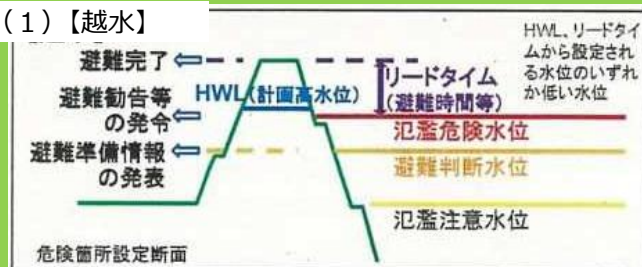 (1)【越水】
HWL、リードタイ
ムから設定され
る水位のいずれ
か低い水位
避難完了
リードタイム
(避難時間等)
HWL(計画高水位)
避難勧告等
の発令
氾濫危険水位
避難準備情報
の発表
避難判断水位
氾濫注意水位
危険箇所設定断面